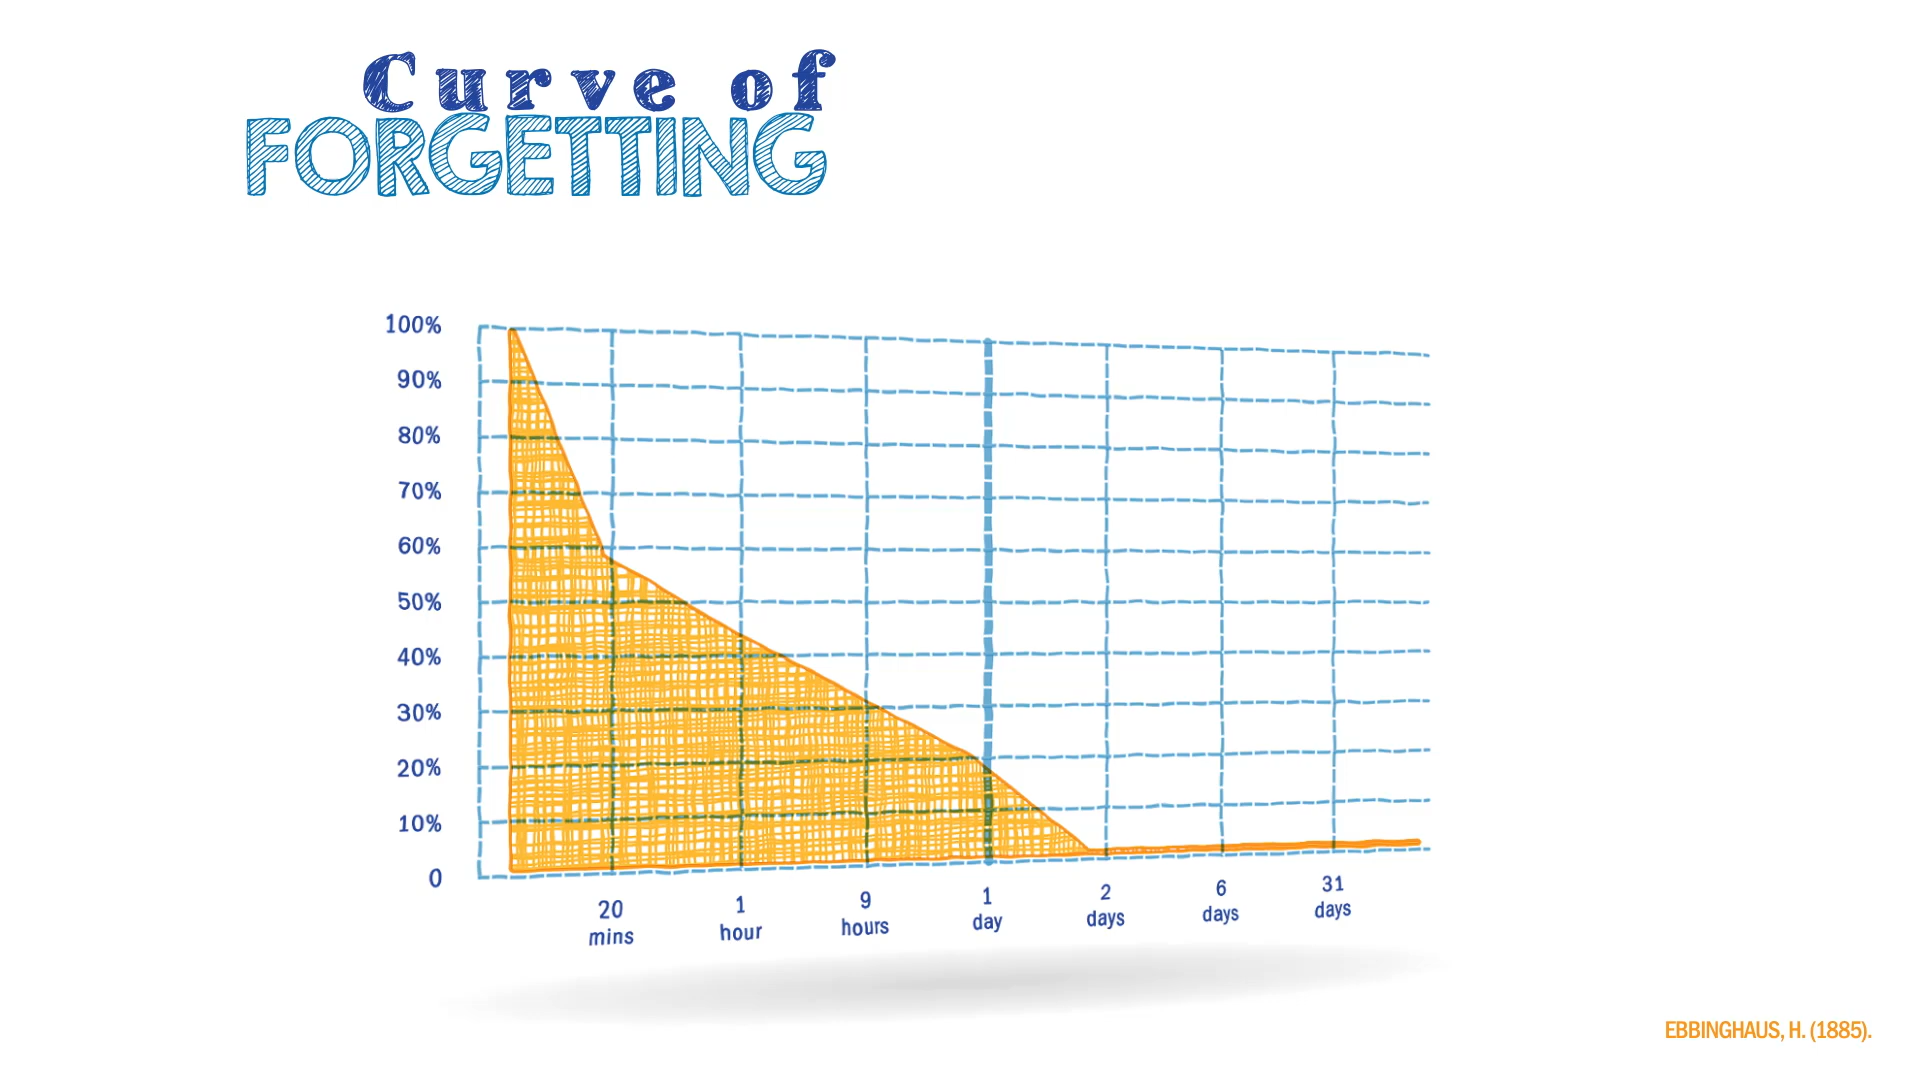 Curve of
FORGETTING
100%
90%
80%
70%
60%
50%
40%
30%
20%
10%
0
20 mins
1 hour
9 hours
1 day
2 days
6 days
31 days
EBBINGHAUS, H. (1885).